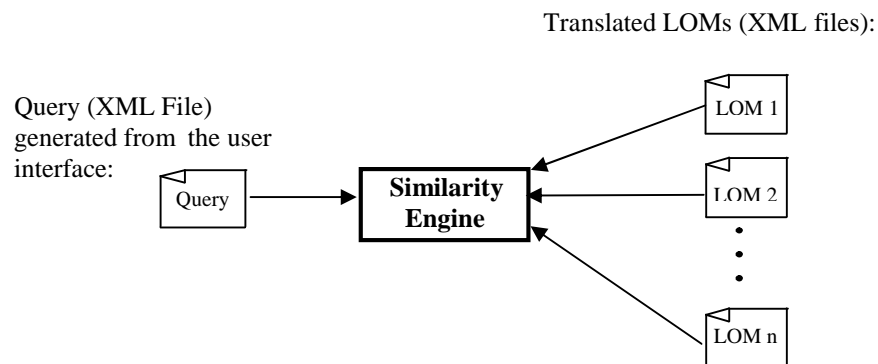 Translated LOMs (XML files):
Query (XML File)
generated from the user
interface:
Query
Similarity
Engine
LOM 1
LOM 2
LOM n